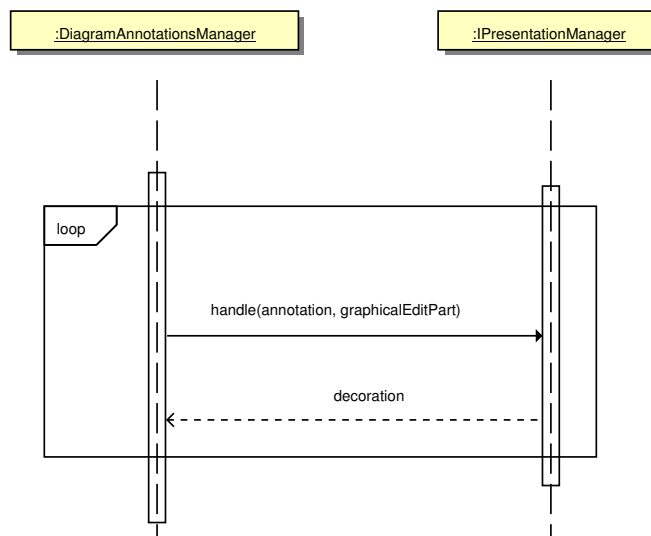 :DiagramAnnotationsManager
:IPresentationManager
loop
handle(annotation, graphicalEditPart)
decoration